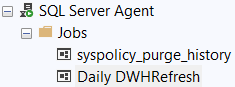 SQL Server Agent
Jobs
syspolicy_purge_history
Daily DWHRefresh